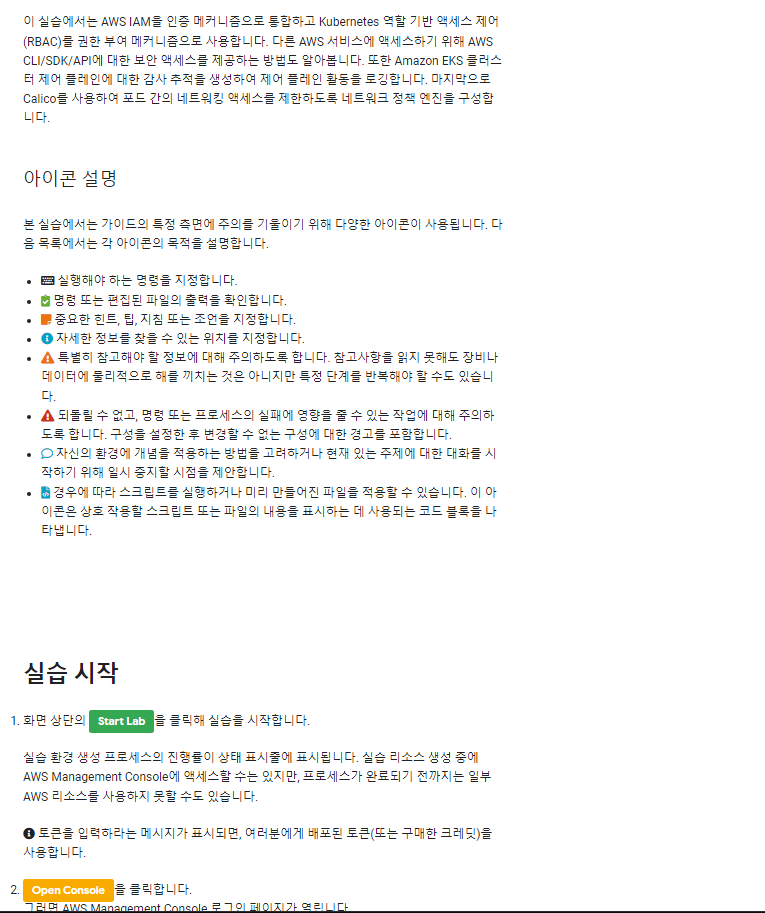 이 실습에서는 AWS IAM을 인증 메커니즘으로 통합하고 Kubernetes 역할 기반 액세스 제어
(RBAC)를 권한 부여 메커니즘으로 사용합니다. 다른 AWS 서비스에 액세스하기 위해 AWS
CLI/SDK/API에 대한 보안 액세스를 제공하는 방법도 알아봅니다. 또한 Amazon EKS 클러스
터 제어 플레인에 대한 감사 추적을 생성하여 제어 플레인 활동을 로깅합니다. 마지막으로
Calico를 사용하여 포드 간의 네트워킹 액세스를 제한하도록 네트워크 정책 엔진을 구성합
니다.
아이콘 설명
본 실습에서는 가이드의 특정 측면에 주의를 기울이기 위해 다양한 아이콘이 사용됩니다. 다
음 목록에서는 각 아이콘의 목적을 설명합니다.
• 실행해야 하는 명령을 지정합니다.
• 명령 또는 편집된 파일의 출력을 확인합니다.
• 중요한 힌트, 팁, 지침 또는 조언을 지정합니다.
• 자세한 정보를 찾을 수 있는 위치를 지정합니다.
• 특별히 참고해야 할 정보에 대해 주의하도록 합니다. 참고사항을 읽지 못해도 장비나
데이터에 물리적으로 해를 끼치는 것은 아니지만 특정 단계를 반복해야 할 수도 있습니
다.
• 되돌릴 수 없고, 명령 또는 프로세스의 실패에 영향을 줄 수 있는 작업에 대해 주의하
도록 합니다. 구성을 설정한 후 변경할 수 없는 구성에 대한 경고를 포함합니다.
• 자신의 환경에 개념을 적용하는 방법을 고려하거나 현재 있는 주제에 대한 대화를 시
작하기 위해 일시 중지할 시점을 제안합니다.
• 경우에 따라 스크립트를 실행하거나 미리 만들어진 파일을 적용할 수 있습니다. 이 아
이콘은 상호 작용할 스크립트 또는 파일의 내용을 표시하는 데 사용되는 코드 블록을 나
타냅니다.
실습 시작
1. 화면 상단의 Start Lab을 클릭해 실습을 시작합니다.
실습 환경 생성 프로세스의 진행률이 상태 표시줄에 표시됩니다. 실습 리소스 생성 중에
AWS Management Console에 액세스할 수는 있지만, 프로세스가 완료되기 전까지는 일부
AWS 리소스를 사용하지 못할 수도 있습니다.
토큰을 입력하라는 메시지가 표시되면, 여러분에게 배포된 토큰(또는 구매한 크레딧)을
사용합니다.
2. Open Console을 클릭합니다.
그러면 AWS Management Console 로그인 페이지가 열립니다